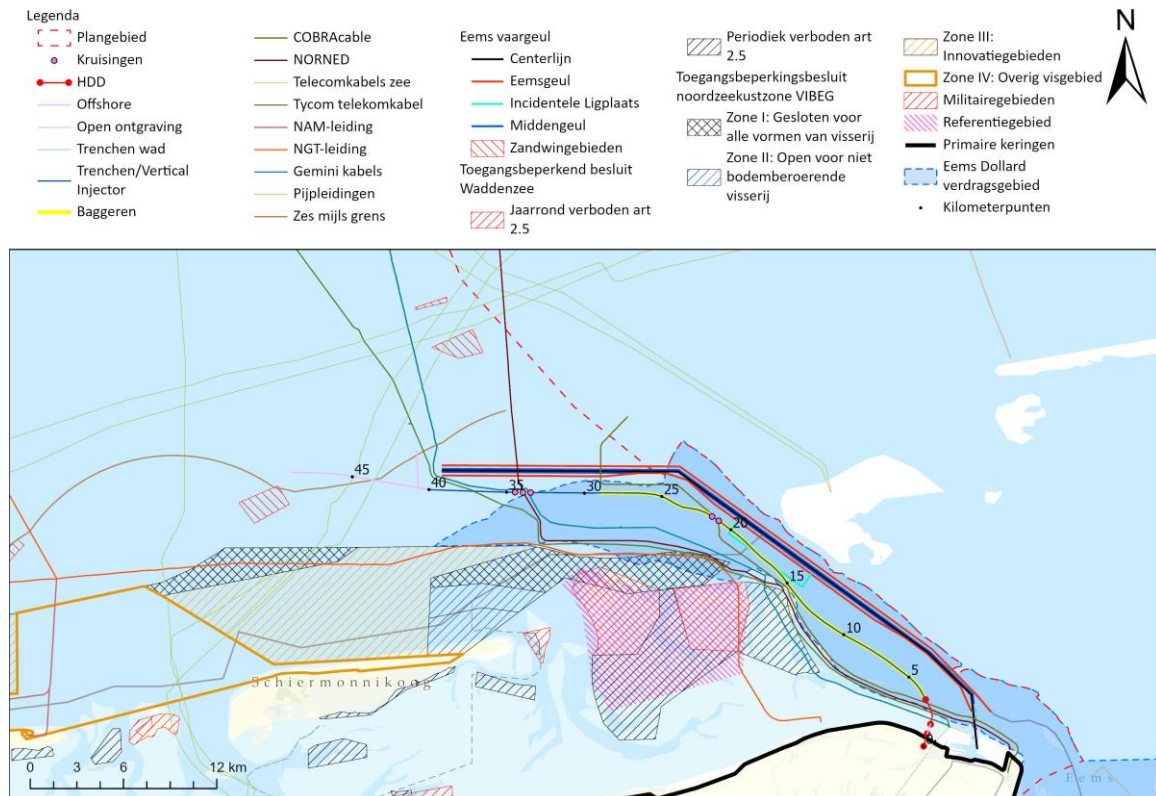 Legenda
Plangebied
Kruisingen
HDD
Offshore
Open ontgraving
Trenchen wad
Trenchen/Vertical
Injector
Baggeren
COBRAcable
NORNED
Telecomkabels zee
Tycom telekomkabel
NAM-leiding
NGT-leiding
Gemini kabels
Pijpleidingen
Zes mijls grens
Eems vaargeul
Centerlijn
Eemsgeul
Incidentele Ligplaats
Middengeul
Zandwingebieden
Toegangsbeperkend besluit
Waddenzee
Jaarrond verboden art
2.5
Periodiek verboden art
2.5
Toegangsbeperkingsbesluit
noordzeekustzone VIBEG
Zone I: Gesloten voor
alle vormen van visserij
Zone II: Open voor niet
bodemberoerende
visserij
Zone III:
Innovatiegebieden
Zone IV: Overig visgebied
Militairegebieden
Referentiegebied
Primaire keringen
Eems Dollard
verdragsgebied
Kilometerpunten
N
45
40
35
30
25
20
15
10
5
0
Schiermonnikoog
Eems
0 3 6 12 km